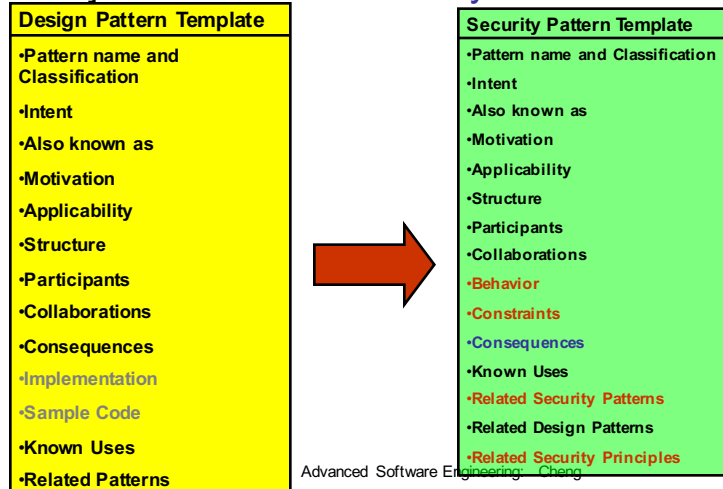 Design Pattern Template
•Pattern name and
Classification
•Intent
•Also known as
•Motivation
•Applicability
•Structure
•Participants
•Collaborations
•Consequences
•Implementation
•Sample Code
•Known Uses
•Related Patterns
Security Pattern Template
•Pattern name and Classification
•Intent
•Also known as
•Motivation
•Applicability
•Structure
•Participants
•Collaborations
•Behavior
•Constraints
•Consequences
•Known Uses
•Related Security Patterns
•Related Design Patterns
•Related Security Principles
Advanced Software Engineering: Cheng